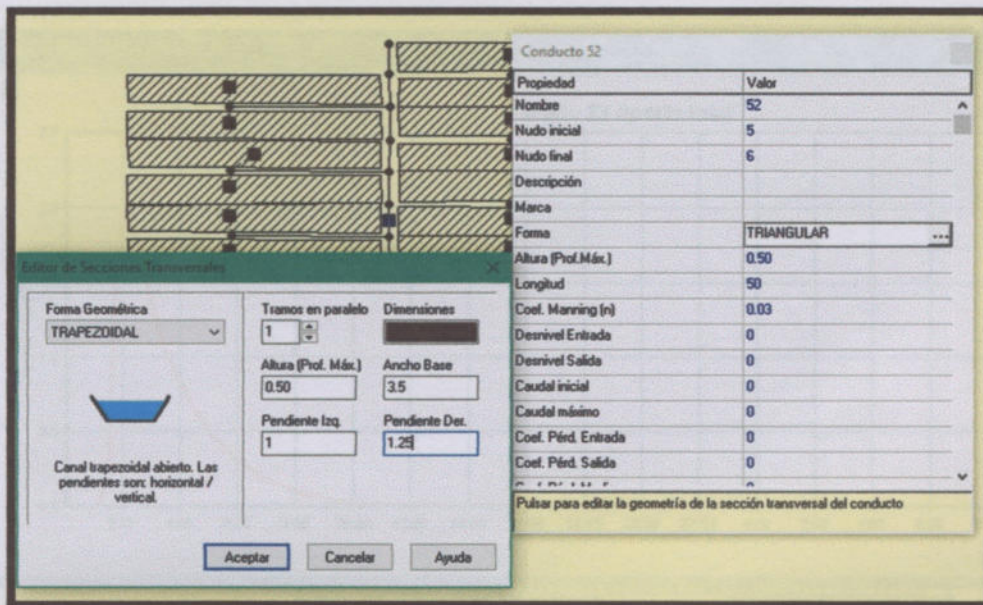 Conducto 52
Propiedad Valor
Nombre 52
Nudo inicial 5
Nudo final 6
Descripción
Marca
Forma TRIANGULAR ...
Altura (Prof.Máx.) 0.50
Longitud 50
Coef. Manning (n) 0.03
Desnivel Entrada 0
Desnivel Salida 0
Caudal inicial 0
Caudal máximo 0
Coef. Pérd. Entrada 0
Coef. Pérd. Salida 0
Pulsar para editar la geometría de la sección transversal del conducto
Editor de Secciones Transversales
Forma Geométrica
TRAPEZOIDAL
Canal trapezoidal abierto. Las
pendientes son: horizontal /
vertical.
Tramos en paralelo Dimensiones
1
Altura (Prof. Máx.) Ancho Base
0.50 3.5
Pendiente Izq. Pendiente Der.
1 1.25
Aceptar Cancelar Ayuda